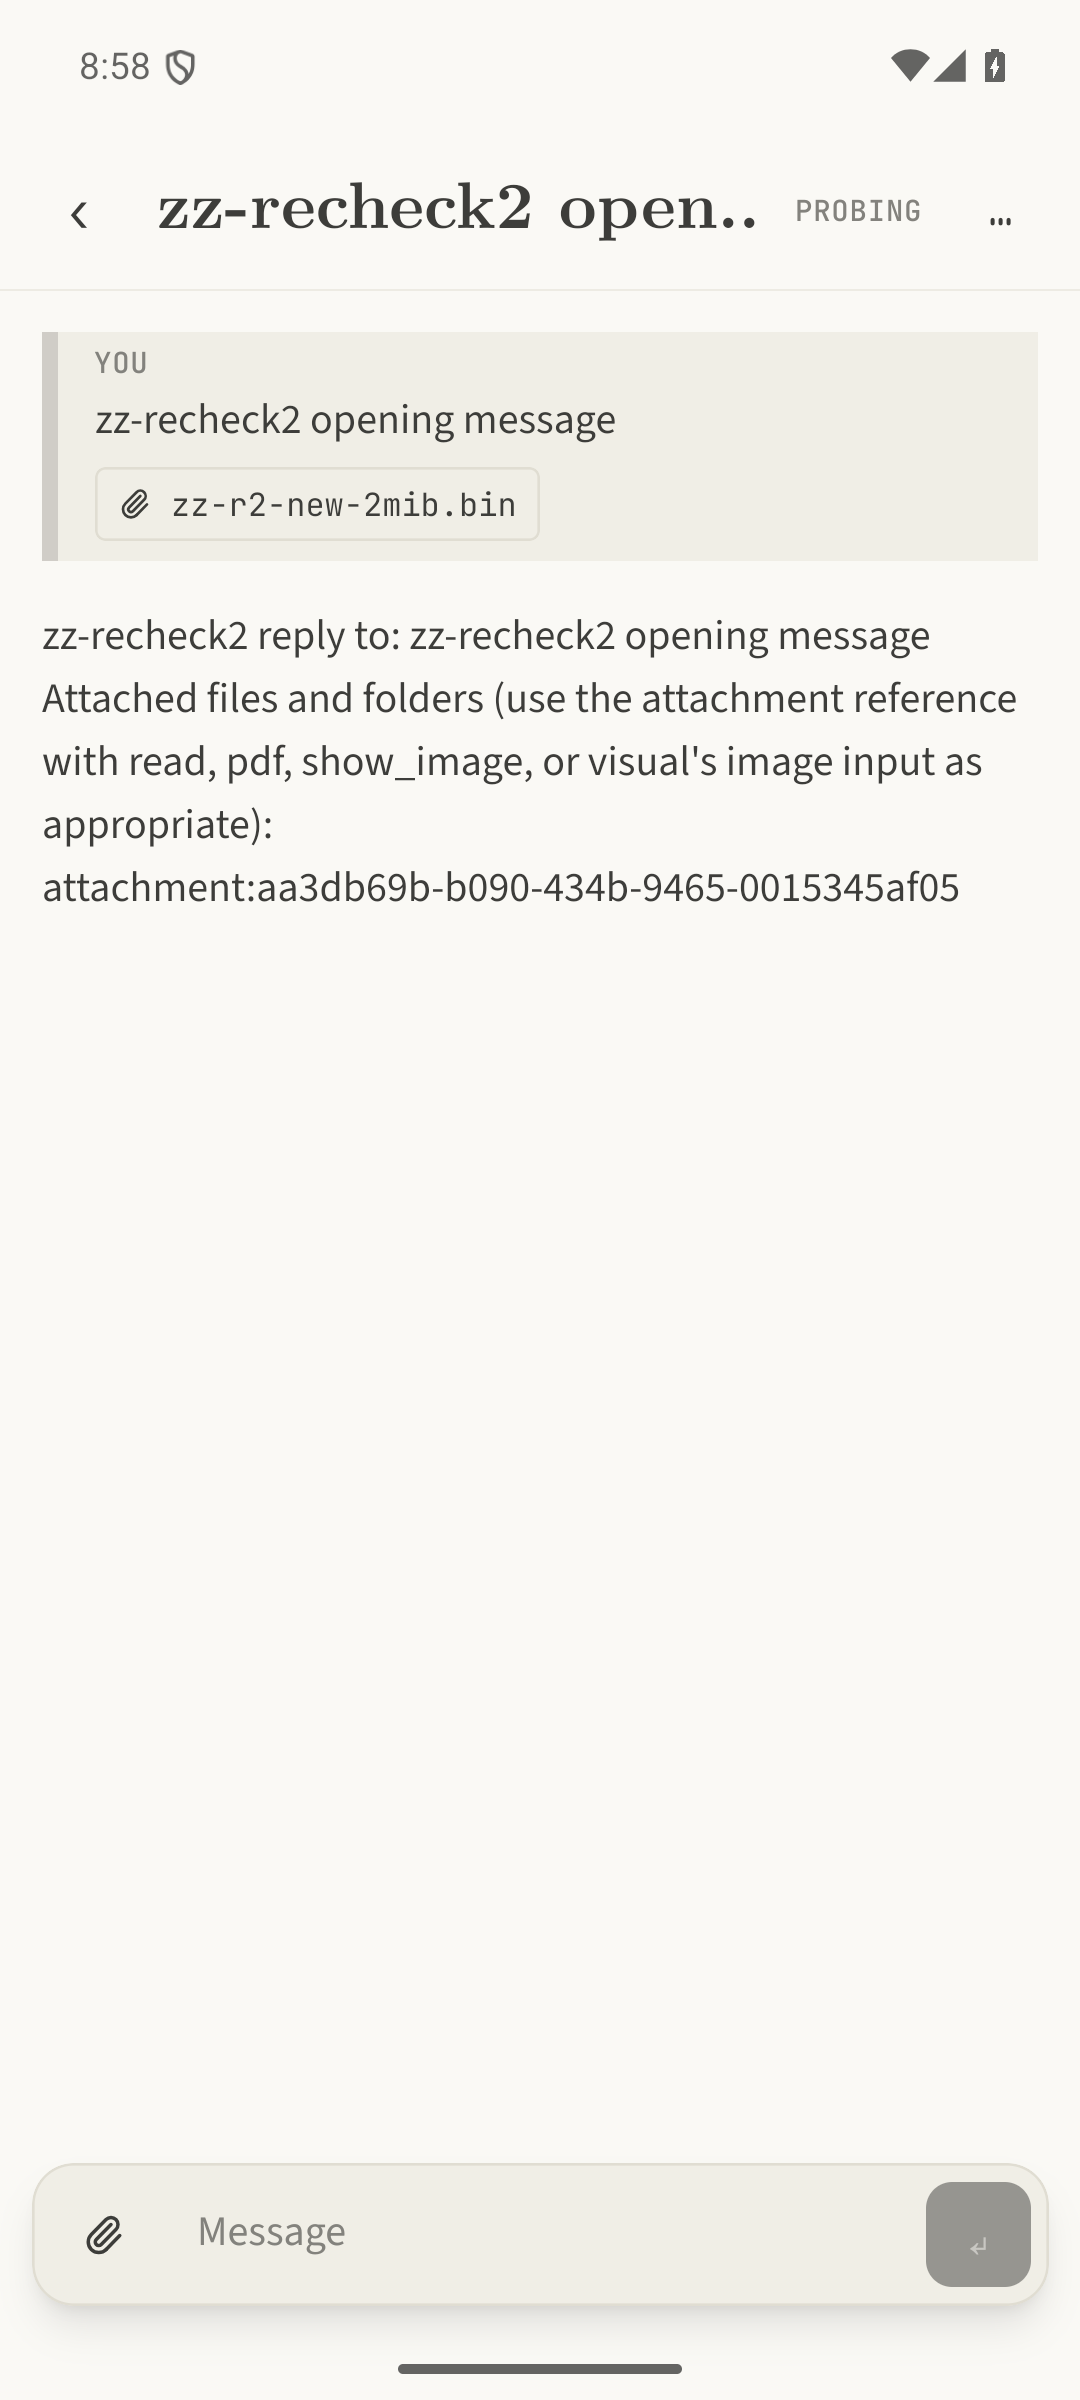 8:58
‹ zz-recheck2 open.. PROBING …
YOU
zz-recheck2 opening message
zz-r2-new-2mib.bin
zz-recheck2 reply to: zz-recheck2 opening message
Attached files and folders (use the attachment reference
with read, pdf, show_image, or visual's image input as
appropriate):
attachment:aa3db69b-b090-434b-9465-0015345af05
Message